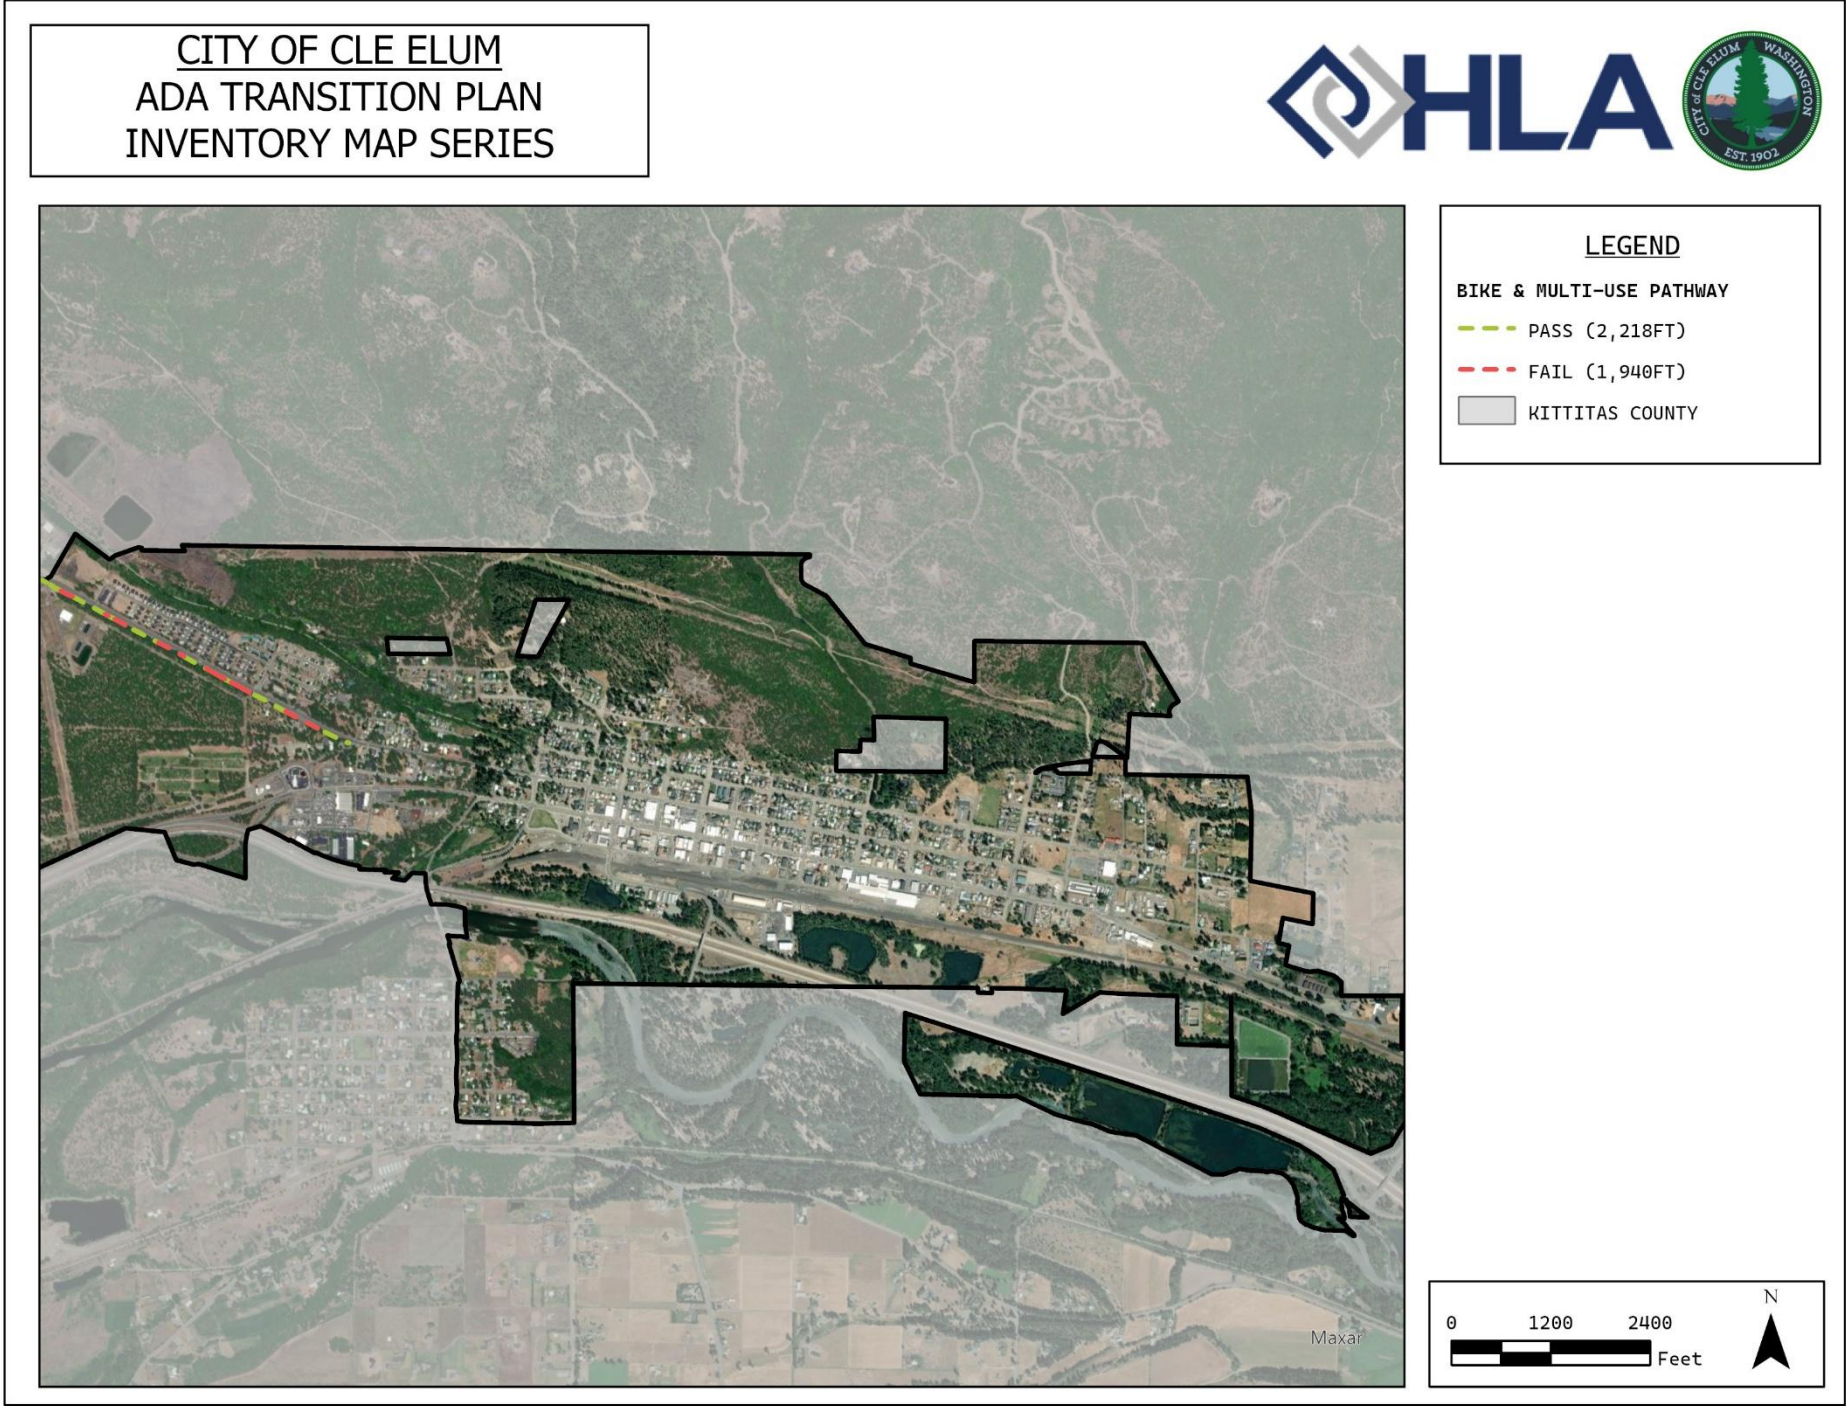 CITY OF CLE ELUM
ADA TRANSITION PLAN
INVENTORY MAP SERIES
HLA
CITY of CLE ELUM WASHINGTON
EST. 1902
LEGEND
BIKE & MULTI-USE PATHWAY
PASS (2,218FT)
FAIL (1,940FT)
KITTITAS COUNTY
Maxar
0 1200 2400
Feet
N